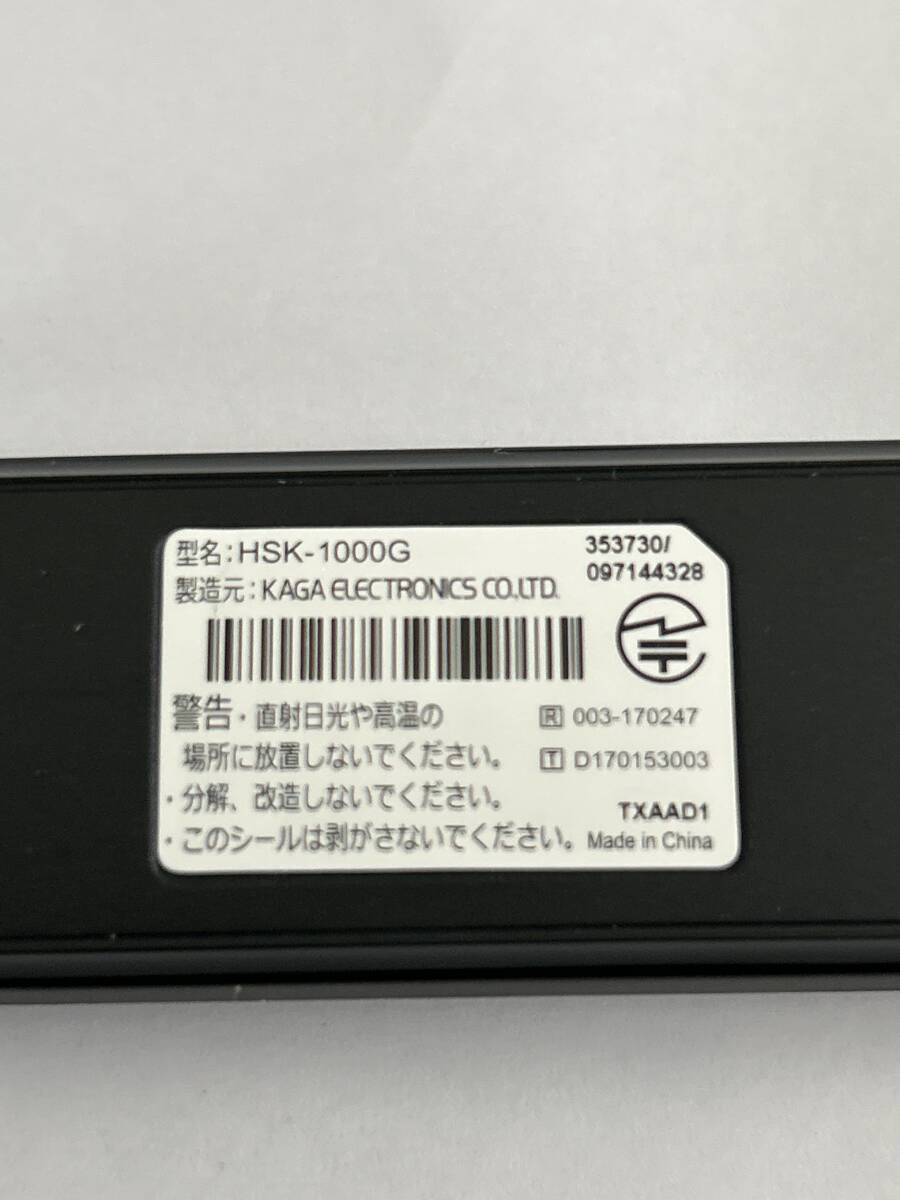 型名:HSK-1000G
353730/
097144328
製造元:KAGA ELECTRONICS CO.,LTD.
警告・直射日光や高温の
場所に放置しないでください。
・分解、改造しないでください。
・このシールは剥がさないでください。
R 003-170247
T D170153003
TXAAD1
Made in China